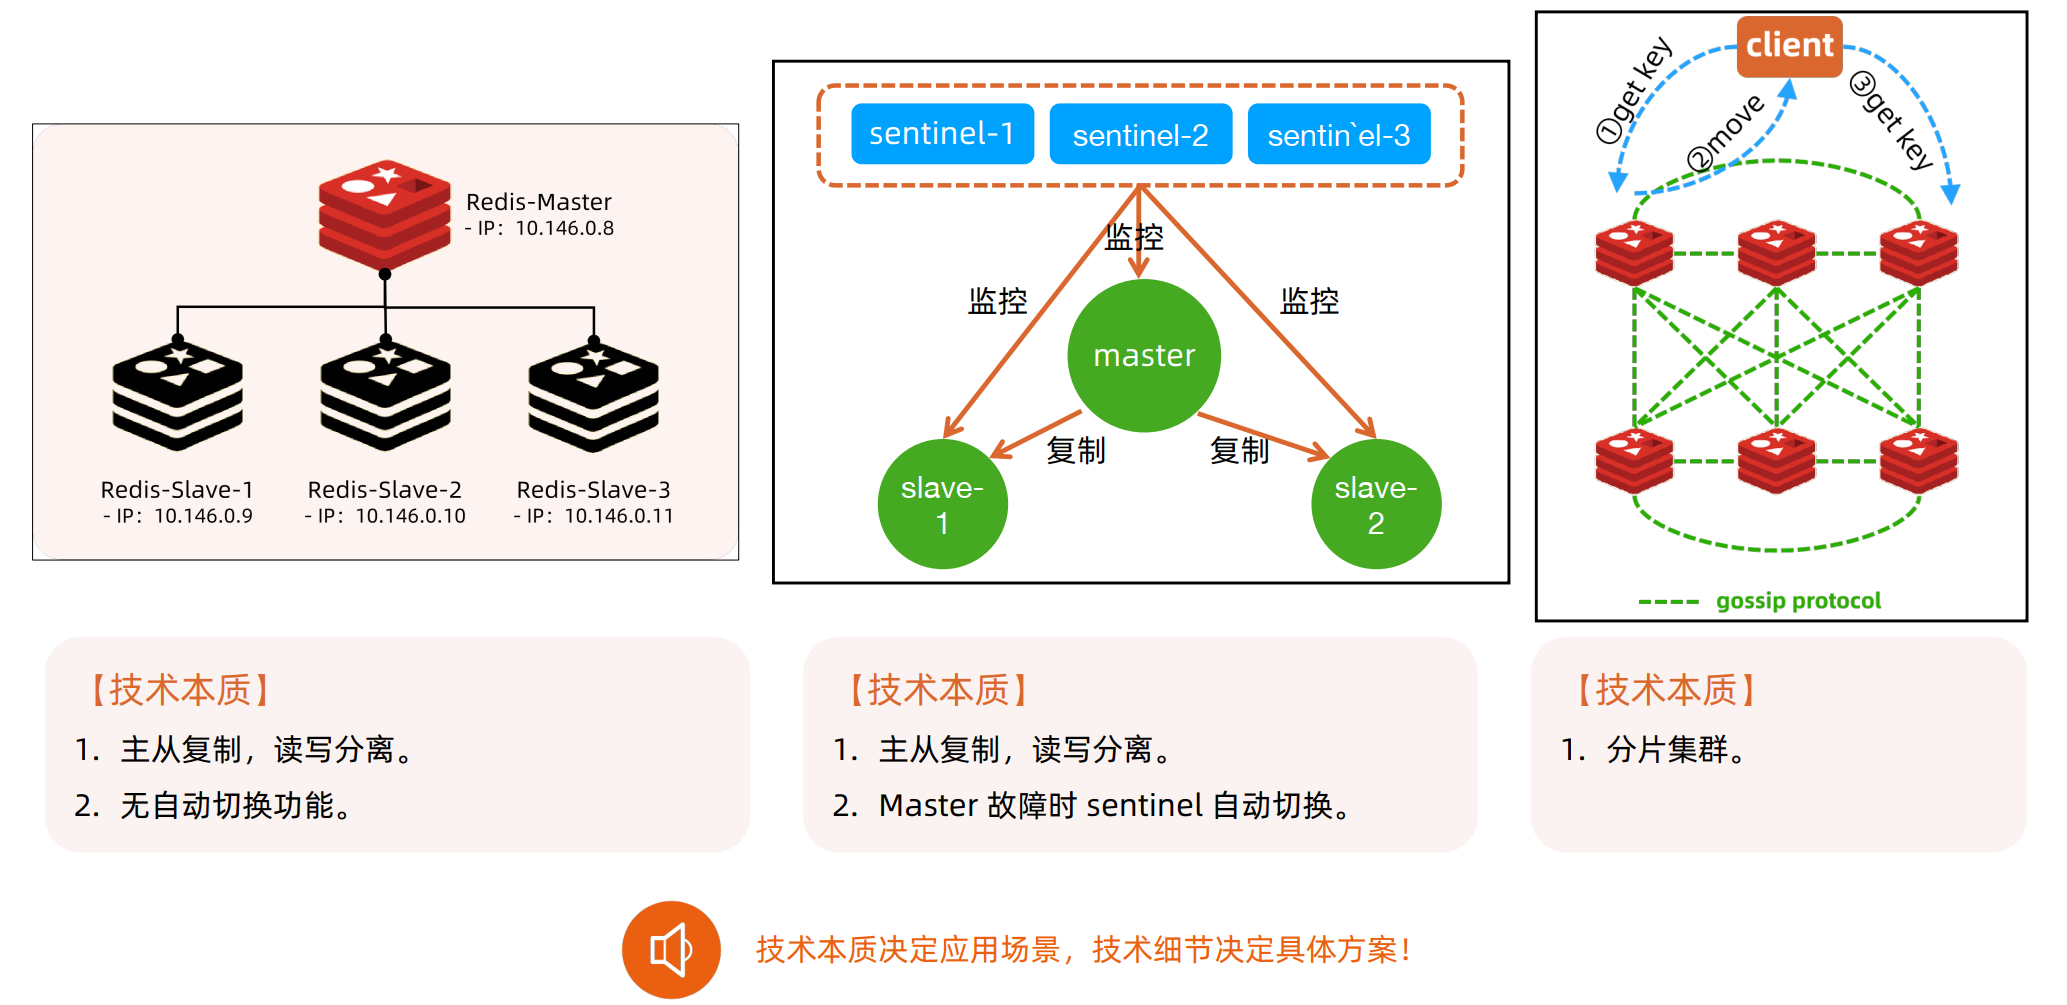 Redis-Master
- IP：10.146.0.8
Redis-Slave-1
- IP：10.146.0.9
Redis-Slave-2
- IP：10.146.0.10
Redis-Slave-3
- IP：10.146.0.11
sentinel-1
sentinel-2
sentin`el-3
监控
监控
监控
master
复制
复制
slave-
1
slave-
2
client
①get key
②move
③get key
gossip protocol
【技术本质】
1. 主从复制，读写分离。
2. 无自动切换功能。
【技术本质】
1. 主从复制，读写分离。
2. Master 故障时 sentinel 自动切换。
【技术本质】
1. 分片集群。
技术本质决定应用场景，技术细节决定具体方案！